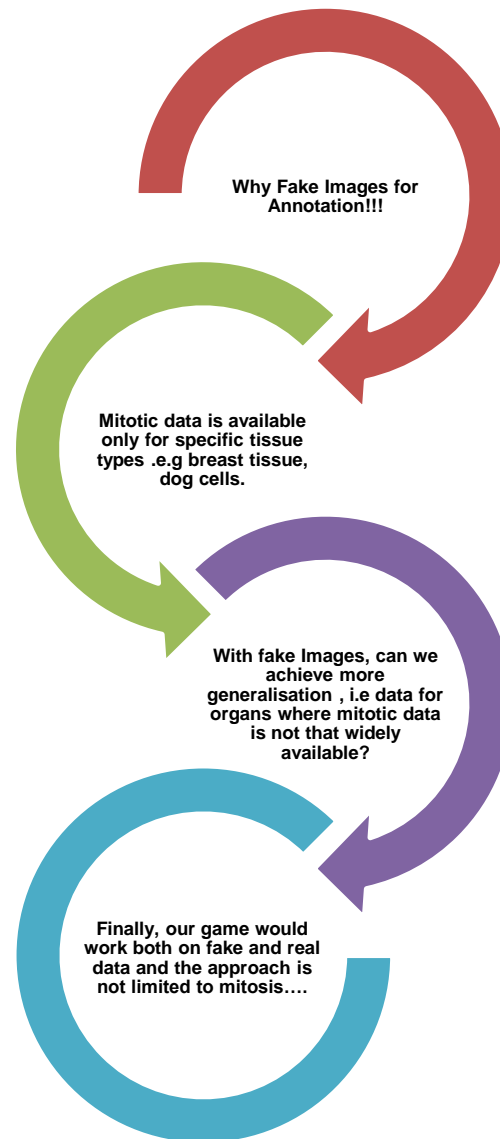 Why Fake Images for
Annotation!!!
Mitotic data is available
only for specific tissue
types .e.g breast tissue,
dog cells.
With fake Images, can we
achieve more
generalisation , i.e data for
organs where mitotic data
is not that widely
available?
Finally, our game would
work both on fake and real
data and the approach is
not limited to mitosis....